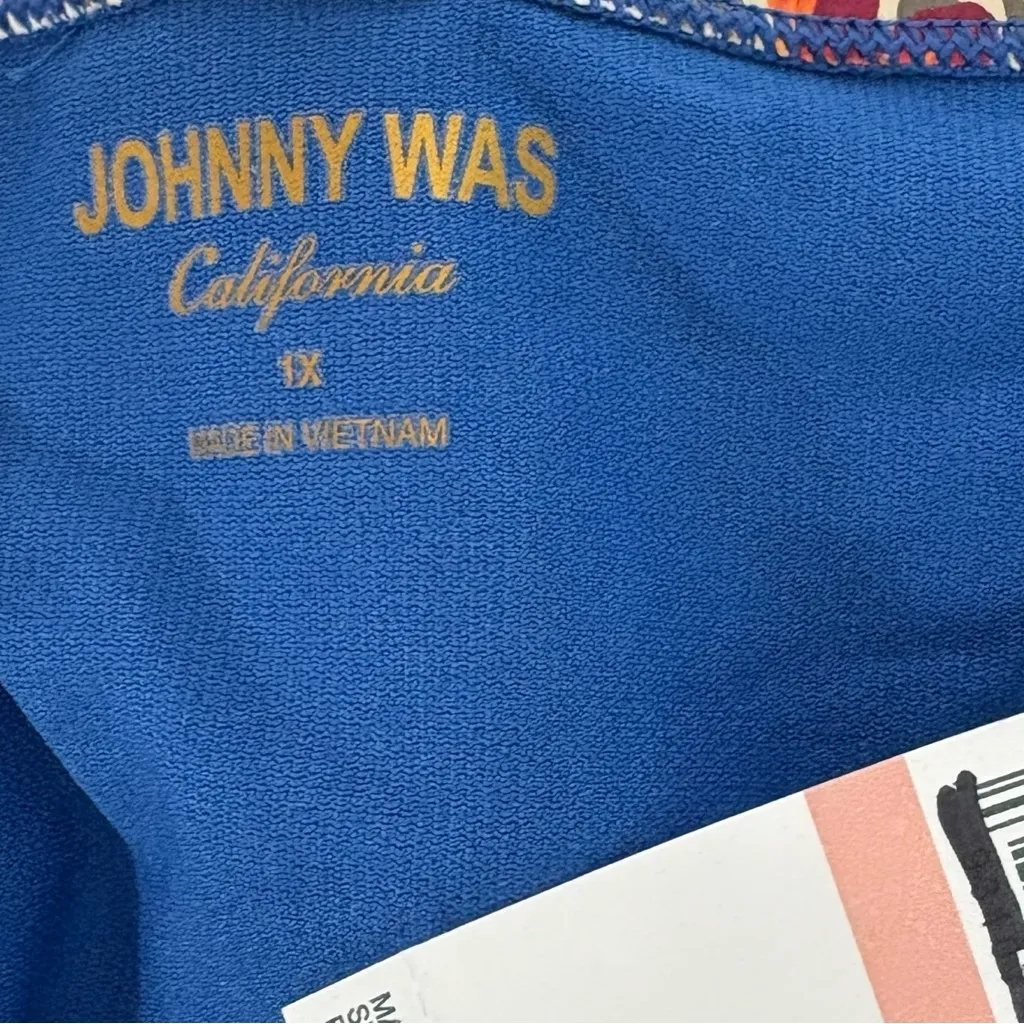 JOHNNY WAS
California
1X
MADE IN VIETNAM